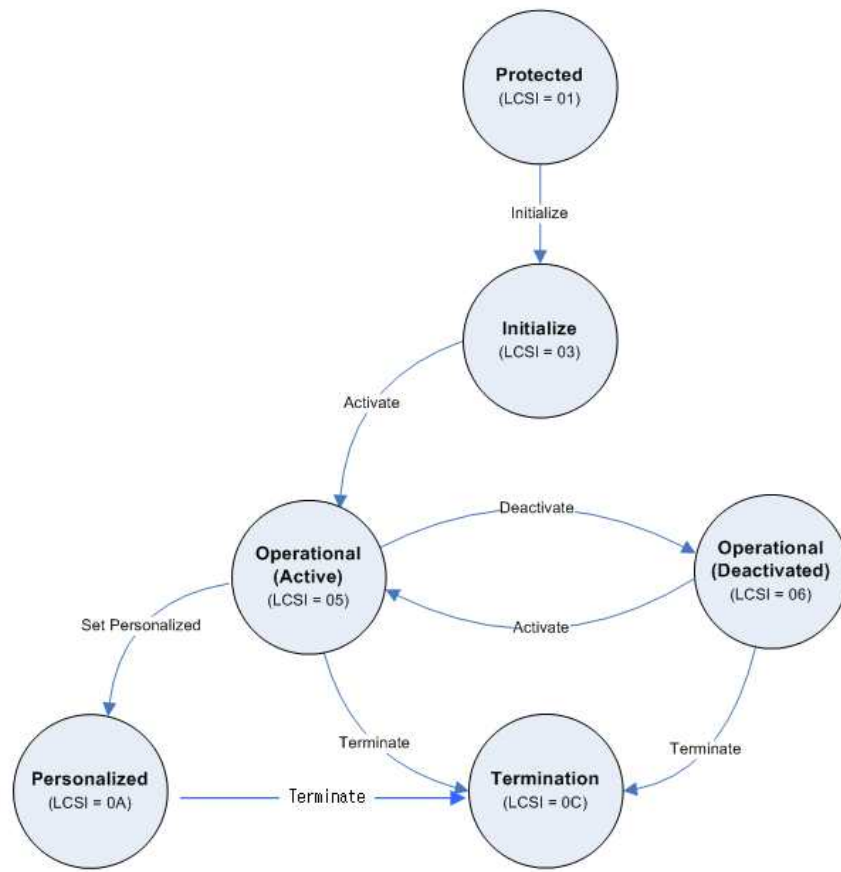 Protected
(LCSI = 01)
Initialize
Initialize
(LCSI = 03)
Activate
Deactivate
Operational
(Active)
(LCSI = 05)
Operational
(Deactivated)
(LCSI = 06)
Set Personalized
Activate
Terminate
Terminate
Personalized
(LCSI = 0A)
Terminate
Termination
(LCSI = 0C)